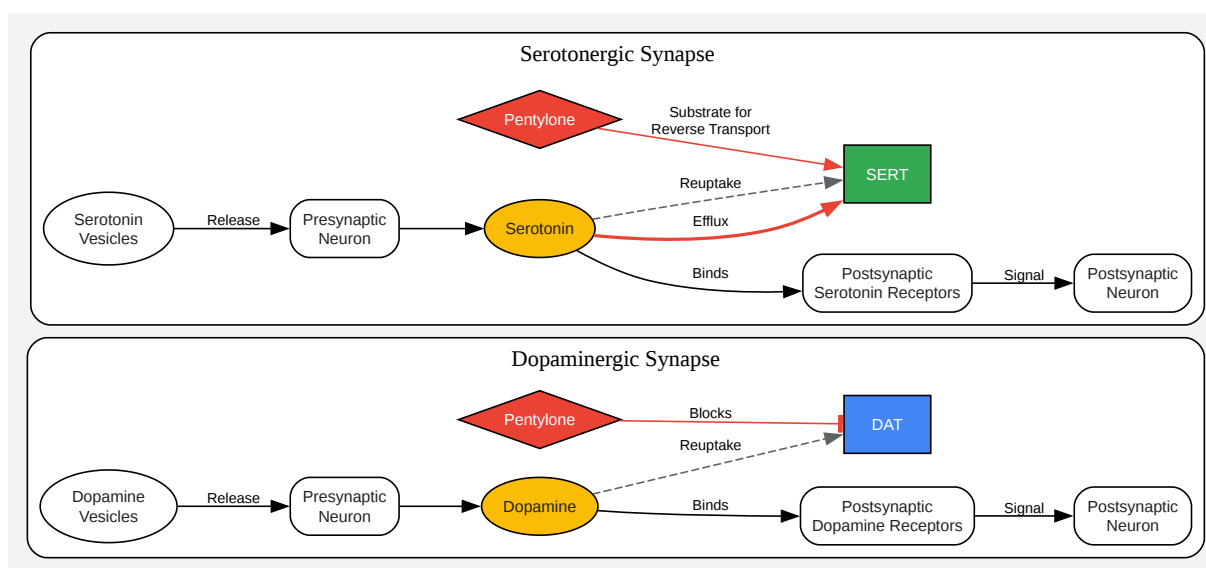 Serotonergic Synapse
Pentylone
Substrate for
Reverse Transport
SERT
Reuptake
Serotonin
Vesicles
Release
Presynaptic
Neuron
Serotonin
Efflux
Binds
Postsynaptic
Serotonin Receptors
Signal
Postsynaptic
Neuron
Dopaminergic Synapse
Pentylone
Blocks
DAT
Reuptake
Dopamine
Vesicles
Release
Presynaptic
Neuron
Dopamine
Binds
Postsynaptic
Dopamine Receptors
Signal
Postsynaptic
Neuron